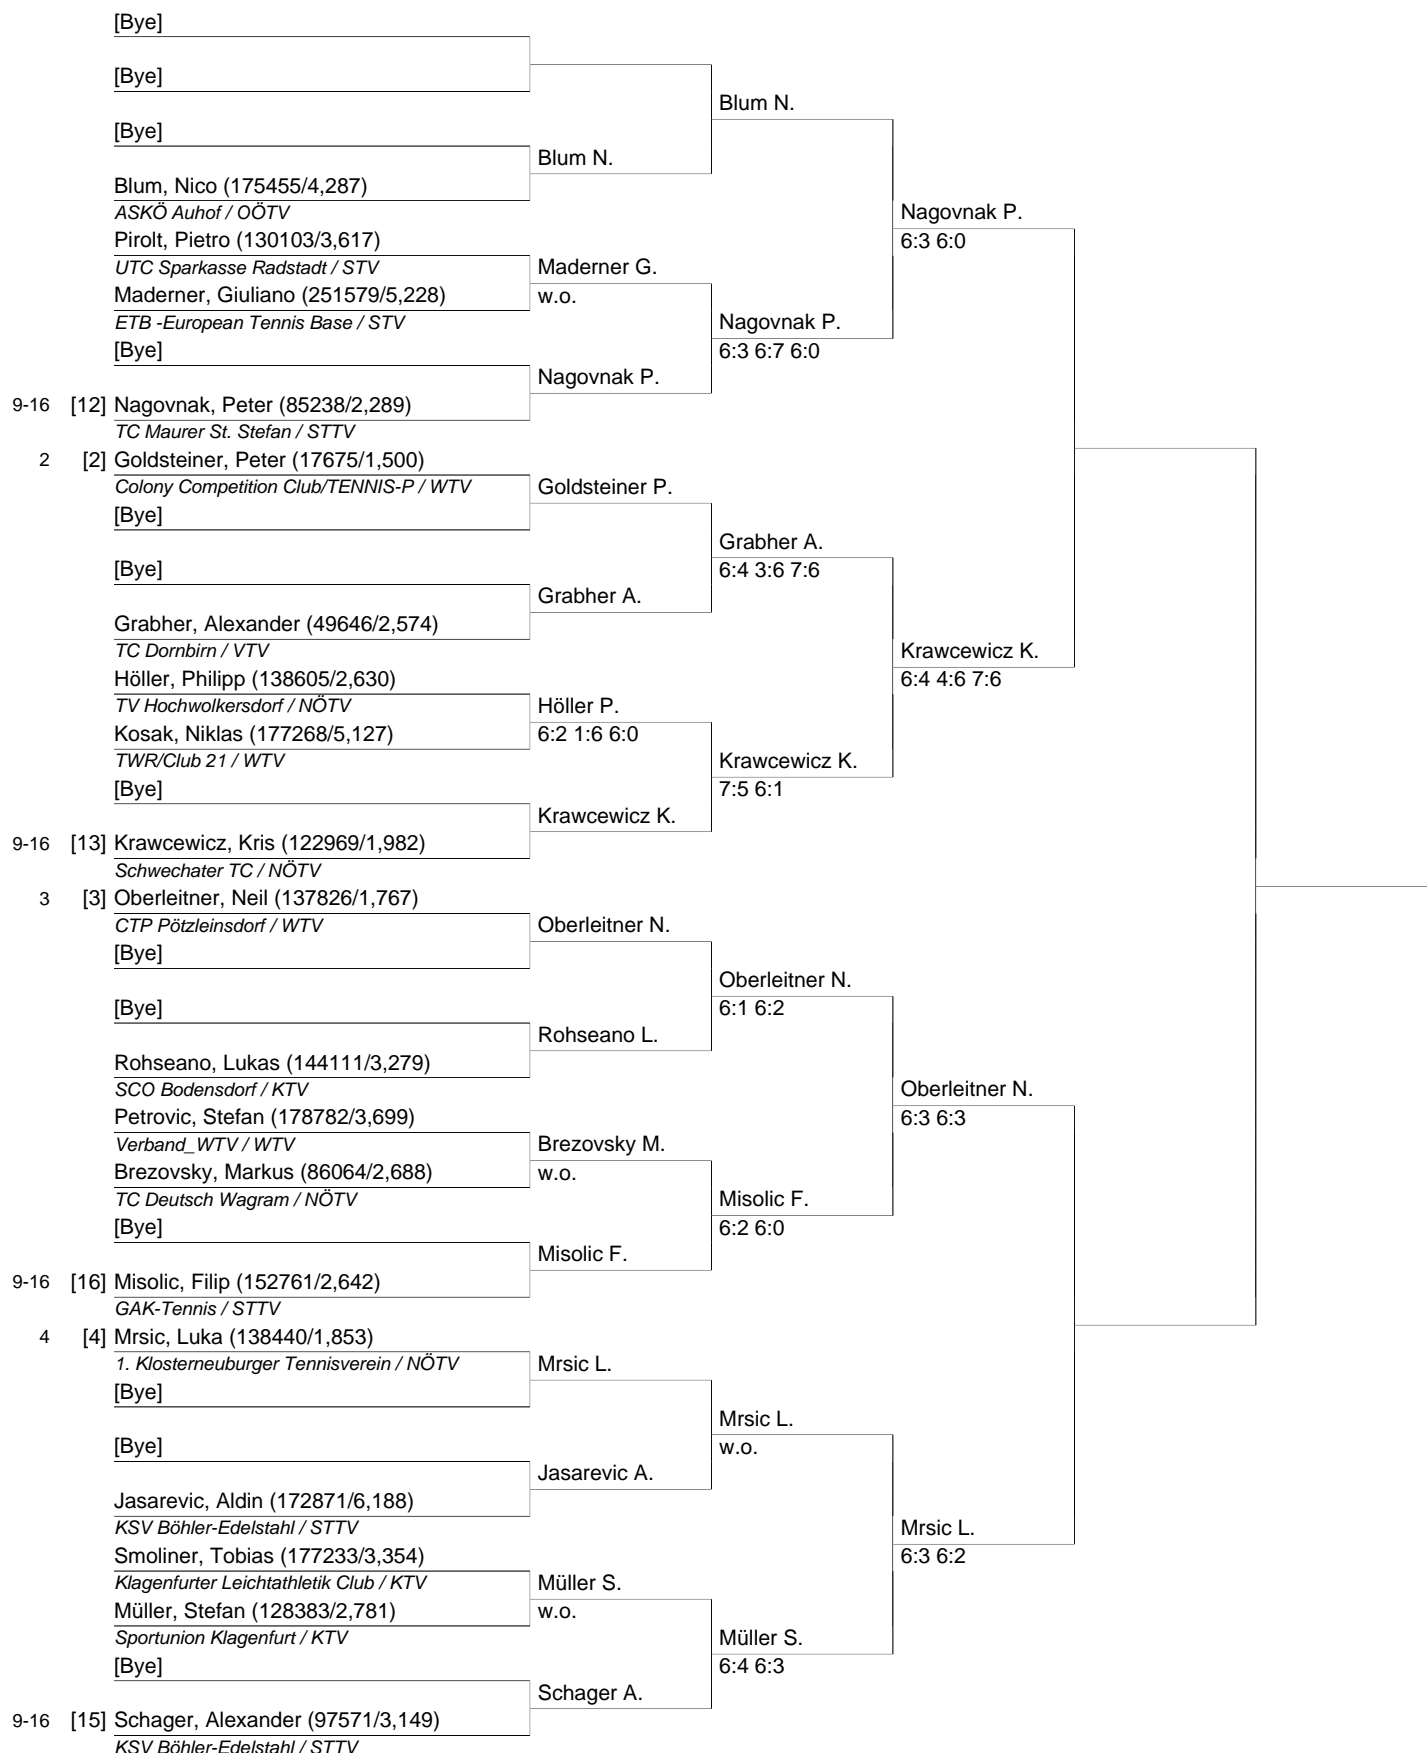 [Bye]
[Bye]
Blum N.
[Bye]
Blum N.
Blum, Nico (175455/4,287)
ASKÖ Auhof / OÖTV
Nagovnak P.
Pirolt, Pietro (130103/3,617)
6:3 6:0
UTC Sparkasse Radstadt / STV
Maderner G.
Maderner, Giuliano (251579/5,228)
w.o.
ETB -European Tennis Base / STV
Nagovnak P.
[Bye]
6:3 6:7 6:0
Nagovnak P.
9-16 [12] Nagovnak, Peter (85238/2,289)
TC Maurer St. Stefan / STTV
2 [2] Goldsteiner, Peter (17675/1,500)
Colony Competition Club/TENNIS-P / WTV
Goldsteiner P.
[Bye]
Grabher A.
[Bye]
6:4 3:6 7:6
Grabher A.
Grabher, Alexander (49646/2,574)
TC Dornbirn / VTV
Krawcewicz K.
Höller, Philipp (138605/2,630)
6:4 4:6 7:6
TV Hochwolkersdorf / NÖTV
Höller P.
Kosak, Niklas (177268/5,127)
6:2 1:6 6:0
TWR/Club 21 / WTV
Krawcewicz K.
[Bye]
7:5 6:1
Krawcewicz K.
9-16 [13] Krawcewicz, Kris (122969/1,982)
Schwechater TC / NÖTV
3 [3] Oberleitner, Neil (137826/1,767)
CTP Pötzleinsdorf / WTV
Oberleitner N.
[Bye]
Oberleitner N.
[Bye]
6:1 6:2
Rohseano L.
Rohseano, Lukas (144111/3,279)
SCO Bodensdorf / KTV
Oberleitner N.
Petrovic, Stefan (178782/3,699)
6:3 6:3
Verband_WTV / WTV
Brezovsky M.
Brezovsky, Markus (86064/2,688)
w.o.
TC Deutsch Wagram / NÖTV
Misolic F.
[Bye]
6:2 6:0
Misolic F.
9-16 [16] Misolic, Filip (152761/2,642)
GAK-Tennis / STTV
4 [4] Mrsic, Luka (138440/1,853)
1. Klosterneuburger Tennisverein / NÖTV
Mrsic L.
[Bye]
Mrsic L.
[Bye]
w.o.
Jasarevic A.
Jasarevic, Aldin (172871/6,188)
KSV Böhler-Edelstahl / STTV
Mrsic L.
Smoliner, Tobias (177233/3,354)
6:3 6:2
Klagenfurter Leichtathletik Club / KTV
Müller S.
Müller, Stefan (128383/2,781)
w.o.
Sportunion Klagenfurt / KTV
Müller S.
[Bye]
6:4 6:3
Schager A.
9-16 [15] Schager, Alexander (97571/3,149)
KSV Böhler-Edelstahl / STTV